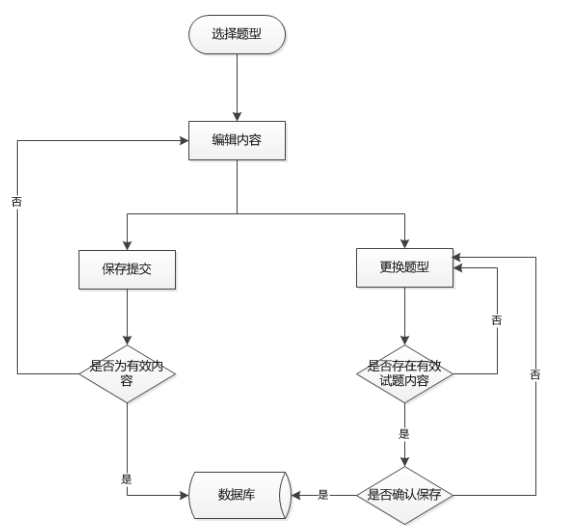 选择题型
编辑内容
否
保存提交
更换题型
否
是否为有效内
容
是否存在有效
试题内容
否
是
是
数据库
是
是否确认保存